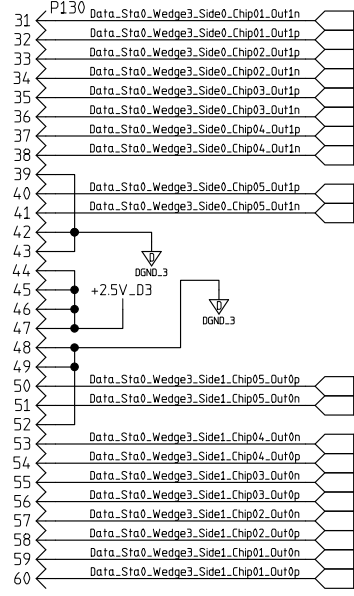 P130
31 Data_Sta0_Wedge3_Side0_Chip01_Out1n
32 Data_Sta0_Wedge3_Side0_Chip01_Out1p
33 Data_Sta0_Wedge3_Side0_Chip02_Out1p
34 Data_Sta0_Wedge3_Side0_Chip02_Out1n
35 Data_Sta0_Wedge3_Side0_Chip03_Out1p
36 Data_Sta0_Wedge3_Side0_Chip03_Out1n
37 Data_Sta0_Wedge3_Side0_Chip04_Out1p
38 Data_Sta0_Wedge3_Side0_Chip04_Out1n
39
40 Data_Sta0_Wedge3_Side0_Chip05_Out1p
41 Data_Sta0_Wedge3_Side0_Chip05_Out1n
42
43 D
DGND_3
44
45 +2.5V_D3
46 D
47 DGND_3
48
49
50 Data_Sta0_Wedge3_Side1_Chip05_Out0p
51 Data_Sta0_Wedge3_Side1_Chip05_Out0n
52
53 Data_Sta0_Wedge3_Side1_Chip04_Out0n
54 Data_Sta0_Wedge3_Side1_Chip04_Out0p
55 Data_Sta0_Wedge3_Side1_Chip03_Out0n
56 Data_Sta0_Wedge3_Side1_Chip03_Out0p
57 Data_Sta0_Wedge3_Side1_Chip02_Out0n
58 Data_Sta0_Wedge3_Side1_Chip02_Out0p
59 Data_Sta0_Wedge3_Side1_Chip01_Out0n
60 Data_Sta0_Wedge3_Side1_Chip01_Out0p